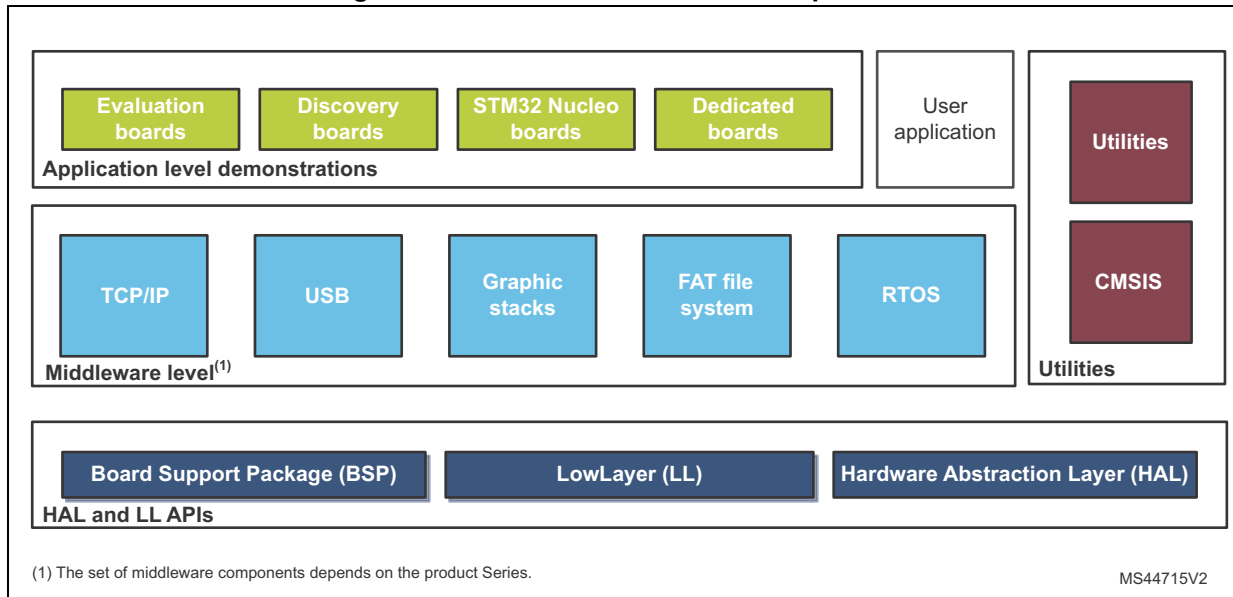 Evaluation
boards
Discovery
boards
STM32 Nucleo
boards
Dedicated
boards
Application level demonstrations
User
application
Utilities
CMSIS
Utilities
TCP/IP
USB
Graphic
stacks
FAT file
system
RTOS
Middleware level(1)
Board Support Package (BSP)
LowLayer (LL)
Hardware Abstraction Layer (HAL)
HAL and LL APIs
(1) The set of middleware components depends on the product Series.
MS44715V2